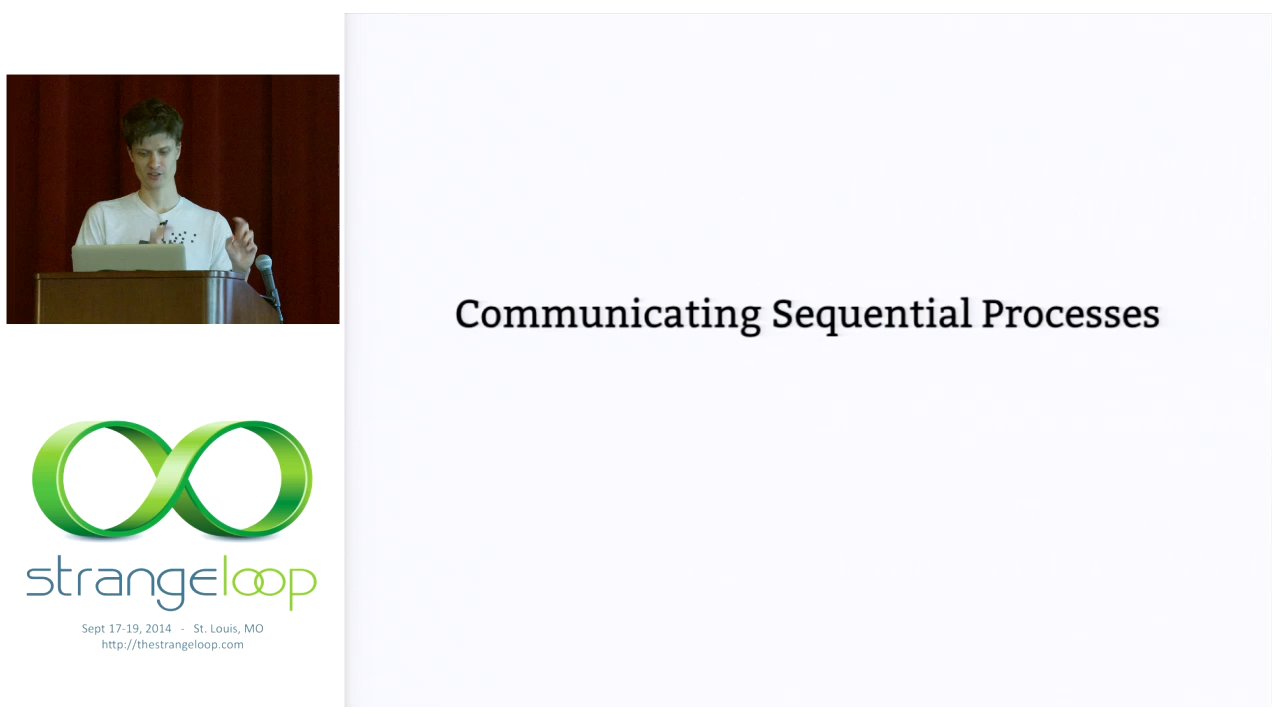 Communicating Sequential Processes
strangeloop
Sept 17-19, 2014 - St. Louis, MO
http://thestrangeloop.com